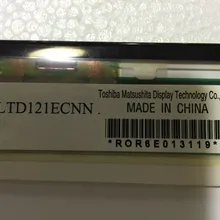 LTD121ECNN.
Toshiba Matsushita Display Technology Co.,
MADE IN CHINA
*ROR6E013119*